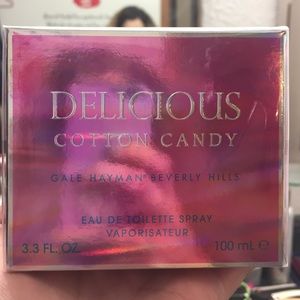 DELICIOUS
COTTON CANDY
GALE HAYMAN BEVERLY HILLS
EAU DE TOILETTE SPRAY
VAPORISATEUR
3.3 FL. OZ. 100 mL ℮